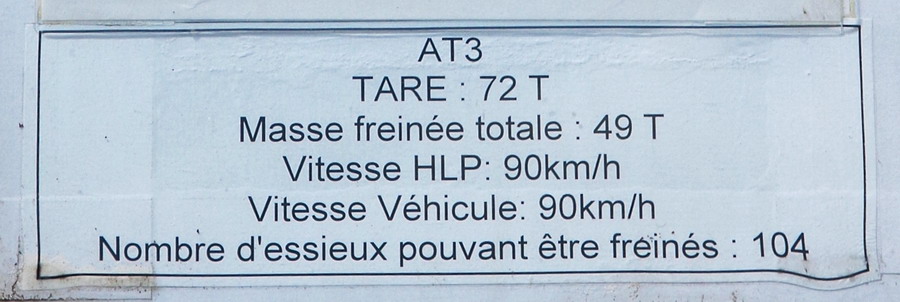 AT3
TARE : 72 T
Masse freinée totale : 49 T
Vitesse HLP: 90km/h
Vitesse Véhicule: 90km/h
Nombre d'essieux pouvant être freinés : 104